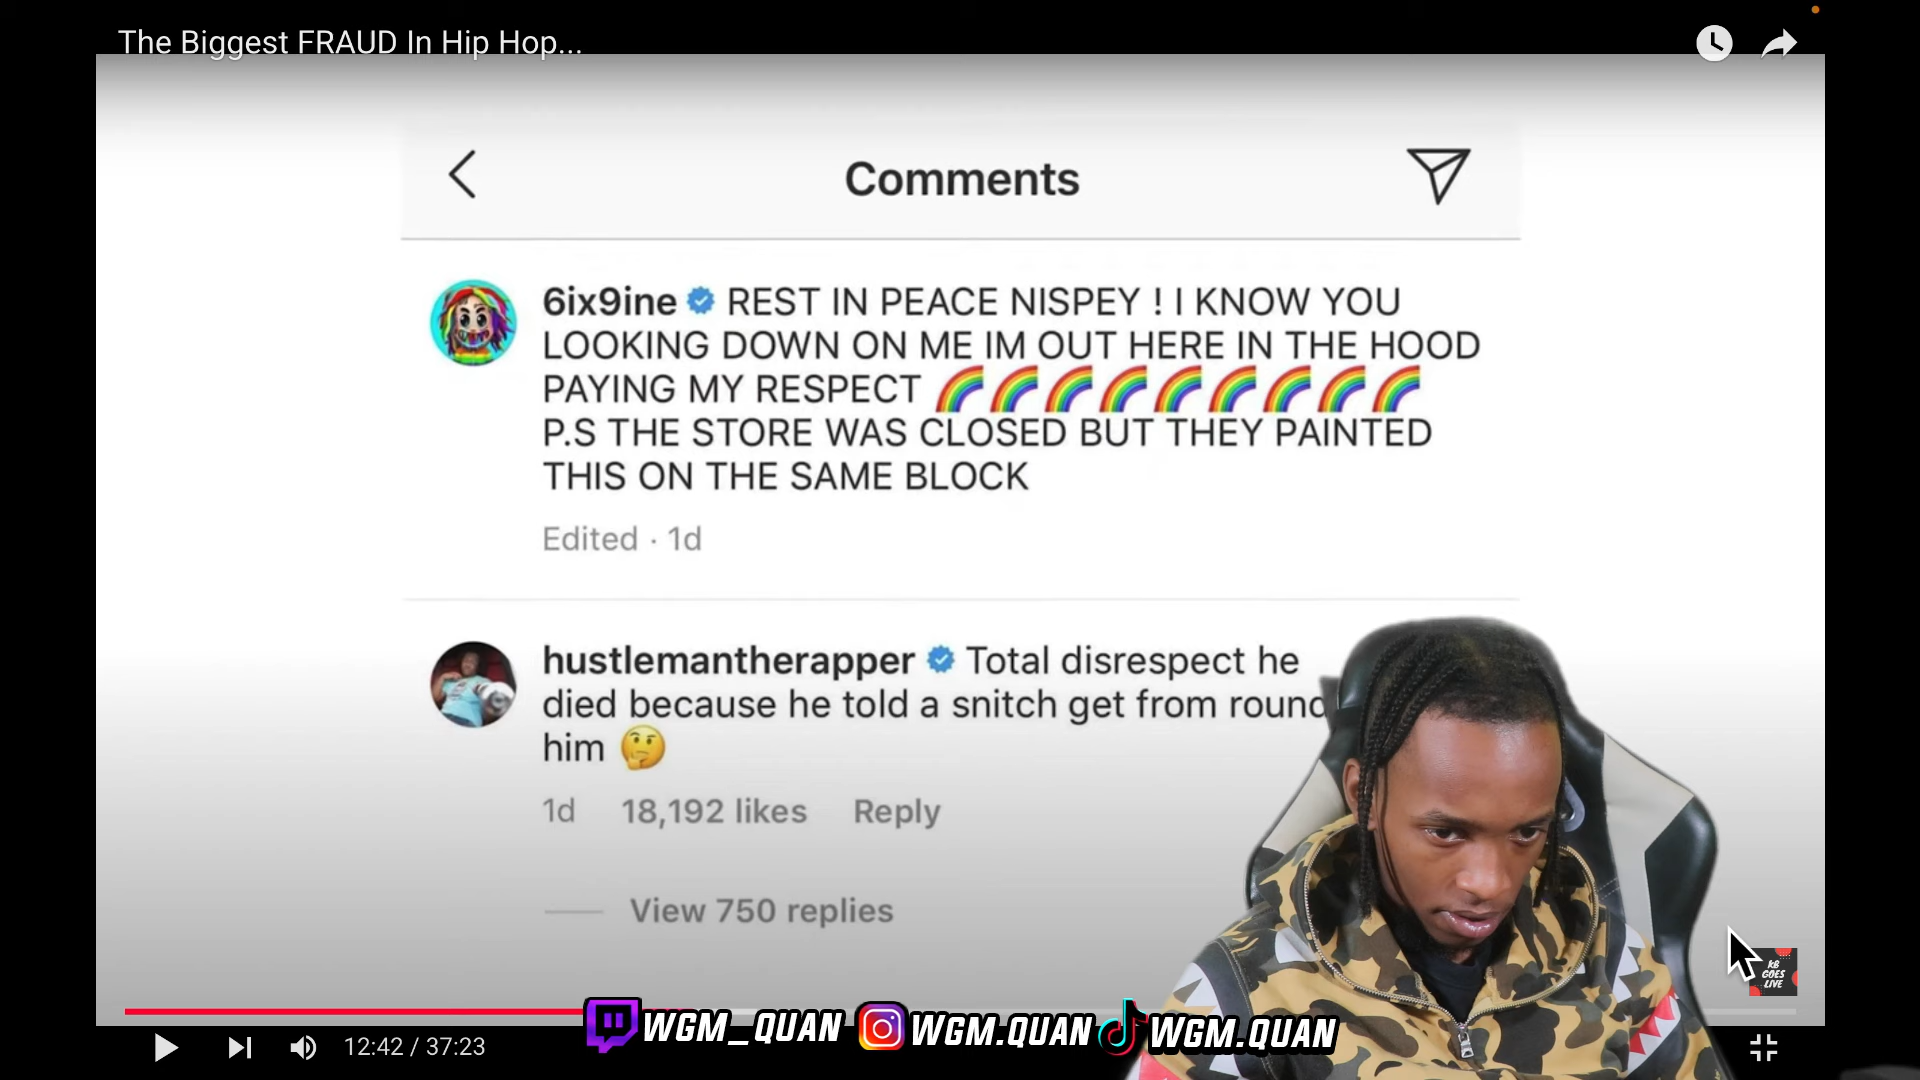 The Biggest FRAUD In Hip Hop...
Comments
6ix9ine REST IN PEACE NISPEY ! I KNOW YOU
LOOKING DOWN ON ME IM OUT HERE IN THE HOOD
PAYING MY RESPECT 🌈🌈🌈🌈🌈🌈🌈🌈🌈
P.S THE STORE WAS CLOSED BUT THEY PAINTED
THIS ON THE SAME BLOCK
Edited · 1d
hustlemantherapper Total disrespect he
died because he told a snitch get from round
him 🤔
1d 18,192 likes Reply
View 750 replies
KB
GOES
LIVE
WGM_QUAN WGM.QUAN WGM.QUAN
12:42 / 37:23